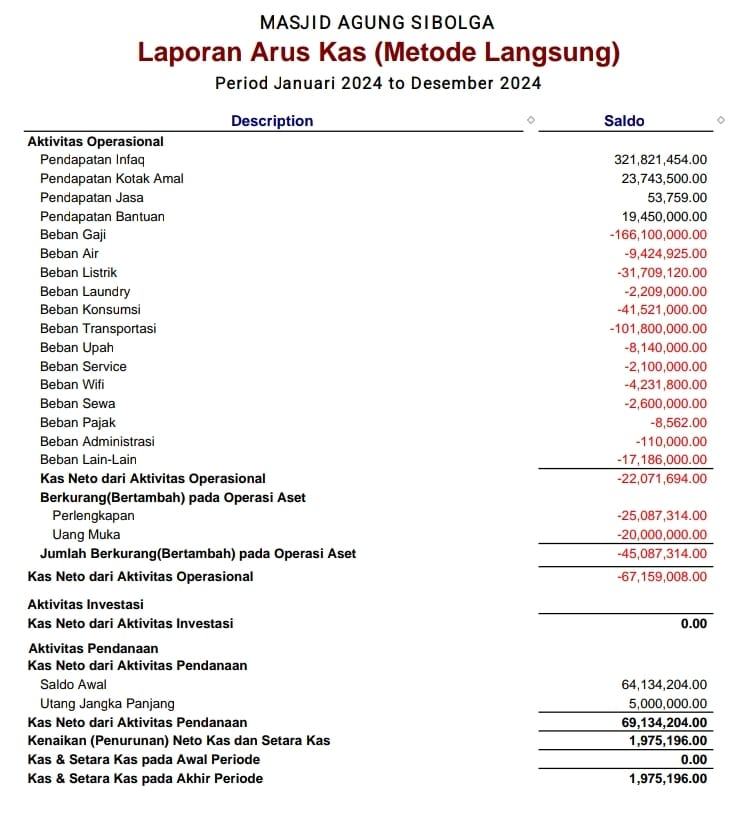 MASJID AGUNG SIBOLGA
Laporan Arus Kas (Metode Langsung)
Period Januari 2024 to Desember 2024
Description Saldo
Aktivitas Operasional
Pendapatan Infaq 321,821,454.00
Pendapatan Kotak Amal 23,743,500.00
Pendapatan Jasa 53,759.00
Pendapatan Bantuan 19,450,000.00
Beban Gaji -166,100,000.00
Beban Air -9,424,925.00
Beban Listrik -31,709,120.00
Beban Laundry -2,209,000.00
Beban Konsumsi -41,521,000.00
Beban Transportasi -101,800,000.00
Beban Upah -8,140,000.00
Beban Service -2,100,000.00
Beban Wifi -4,231,800.00
Beban Sewa -2,600,000.00
Beban Pajak -8,562.00
Beban Administrasi -110,000.00
Beban Lain-Lain -17,186,000.00
Kas Neto dari Aktivitas Operasional -22,071,694.00
Berkurang(Bertambah) pada Operasi Aset
Perlengkapan -25,087,314.00
Uang Muka -20,000,000.00
Jumlah Berkurang(Bertambah) pada Operasi Aset -45,087,314.00
Kas Neto dari Aktivitas Operasional -67,159,008.00
Aktivitas Investasi
Kas Neto dari Aktivitas Investasi 0.00
Aktivitas Pendanaan
Kas Neto dari Aktivitas Pendanaan
Saldo Awal 64,134,204.00
Utang Jangka Panjang 5,000,000.00
Kas Neto dari Aktivitas Pendanaan 69,134,204.00
Kenaikan (Penurunan) Neto Kas dan Setara Kas 1,975,196.00
Kas & Setara Kas pada Awal Periode 0.00
Kas & Setara Kas pada Akhir Periode 1,975,196.00